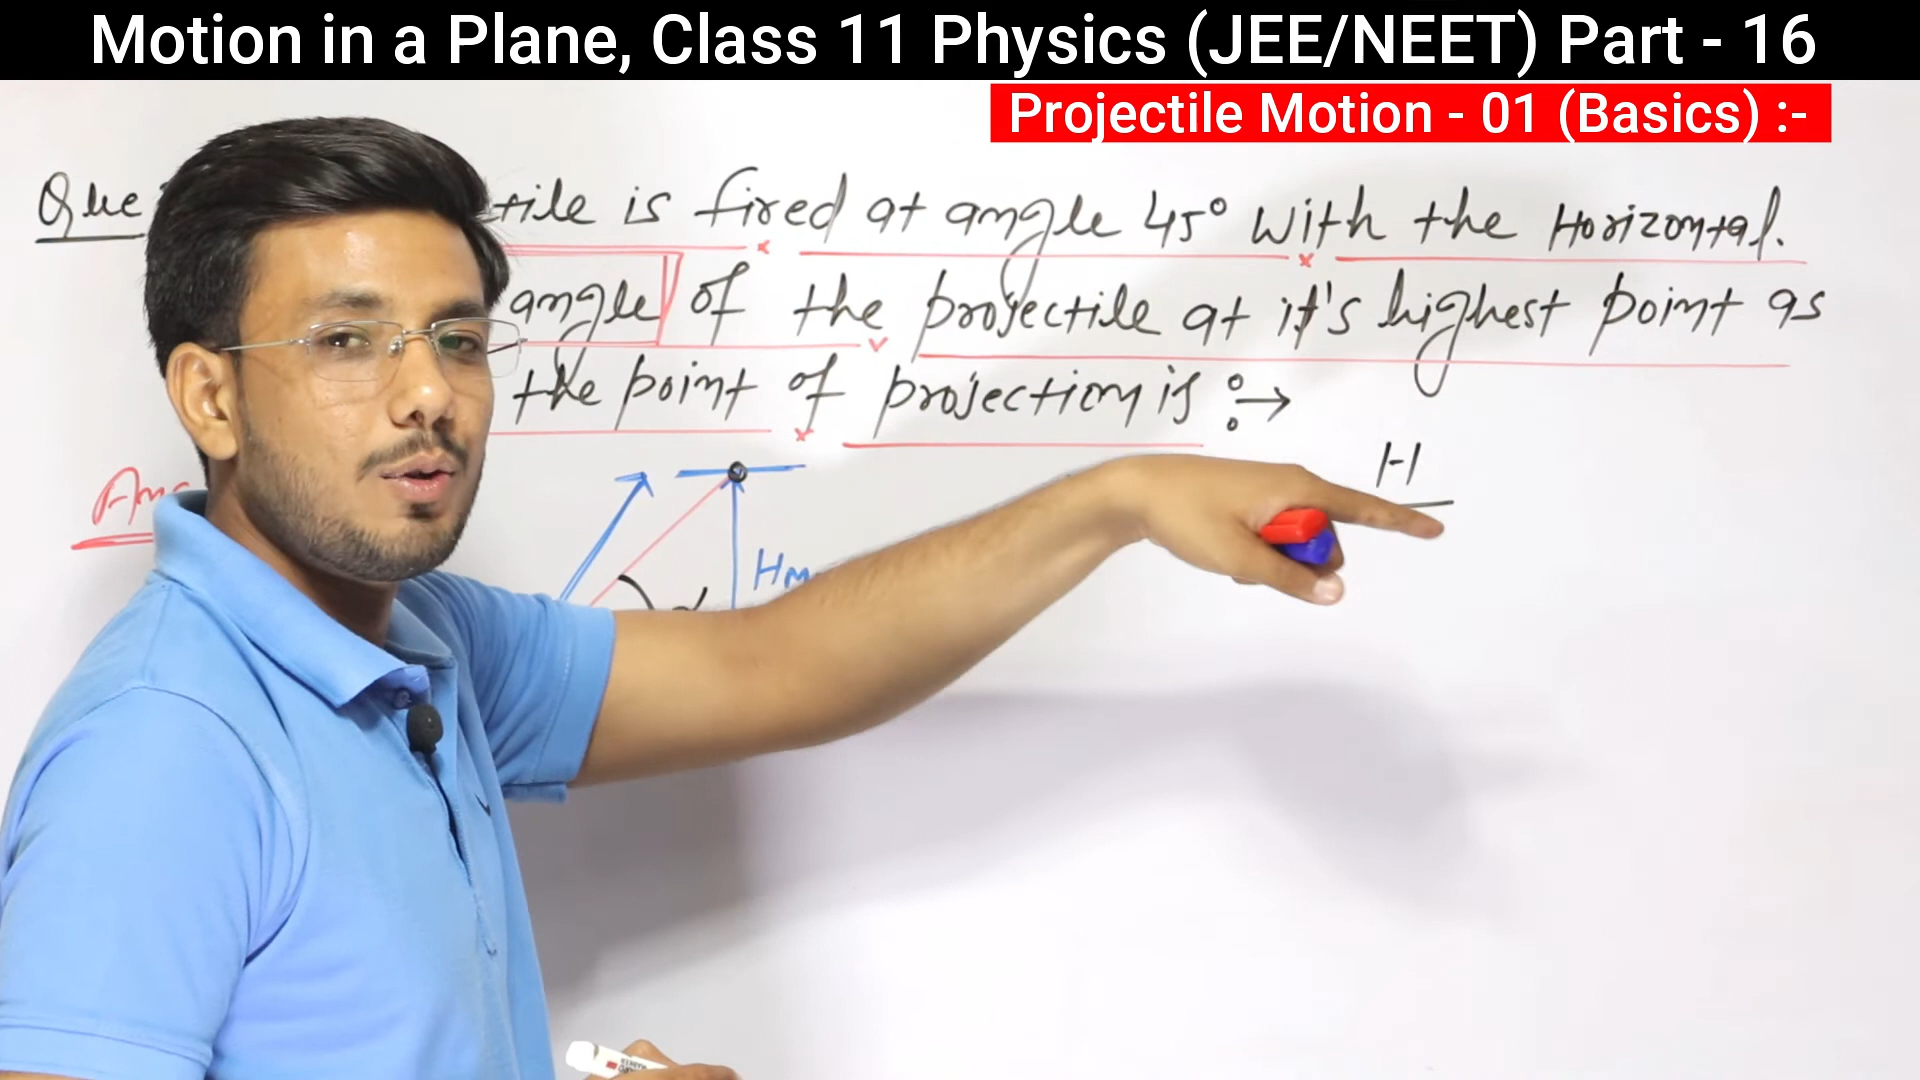 Motion in a Plane, Class 11 Physics (JEE/NEET) Part - 16
Projectile Motion - 01 (Basics) :-
Que tile is fired at angle 45° with the Horizontal.
angle of the projectile at it's highest point as
the point of projection is :→
H
Ans
HM
α